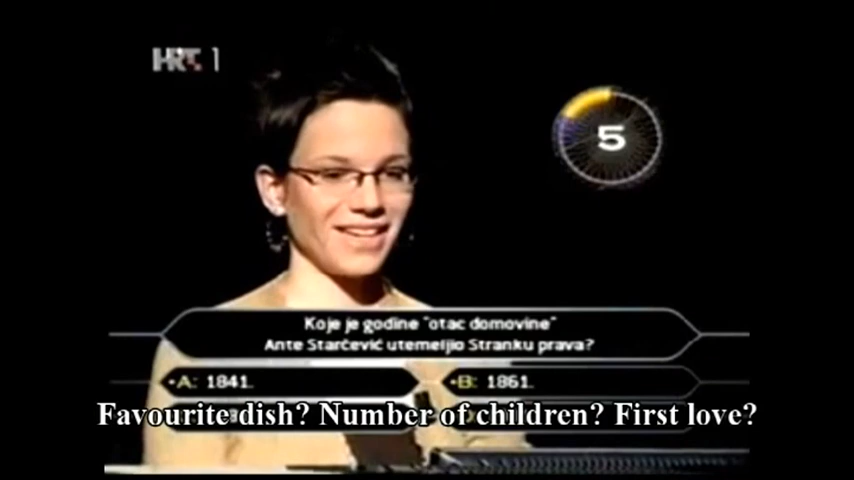 HRT 1
5
Koje je godine "otac domovine"
Ante Starčević utemeljio Stranku prava?
A: 1841.
B: 1861.
Favourite dish? Number of children? First love?